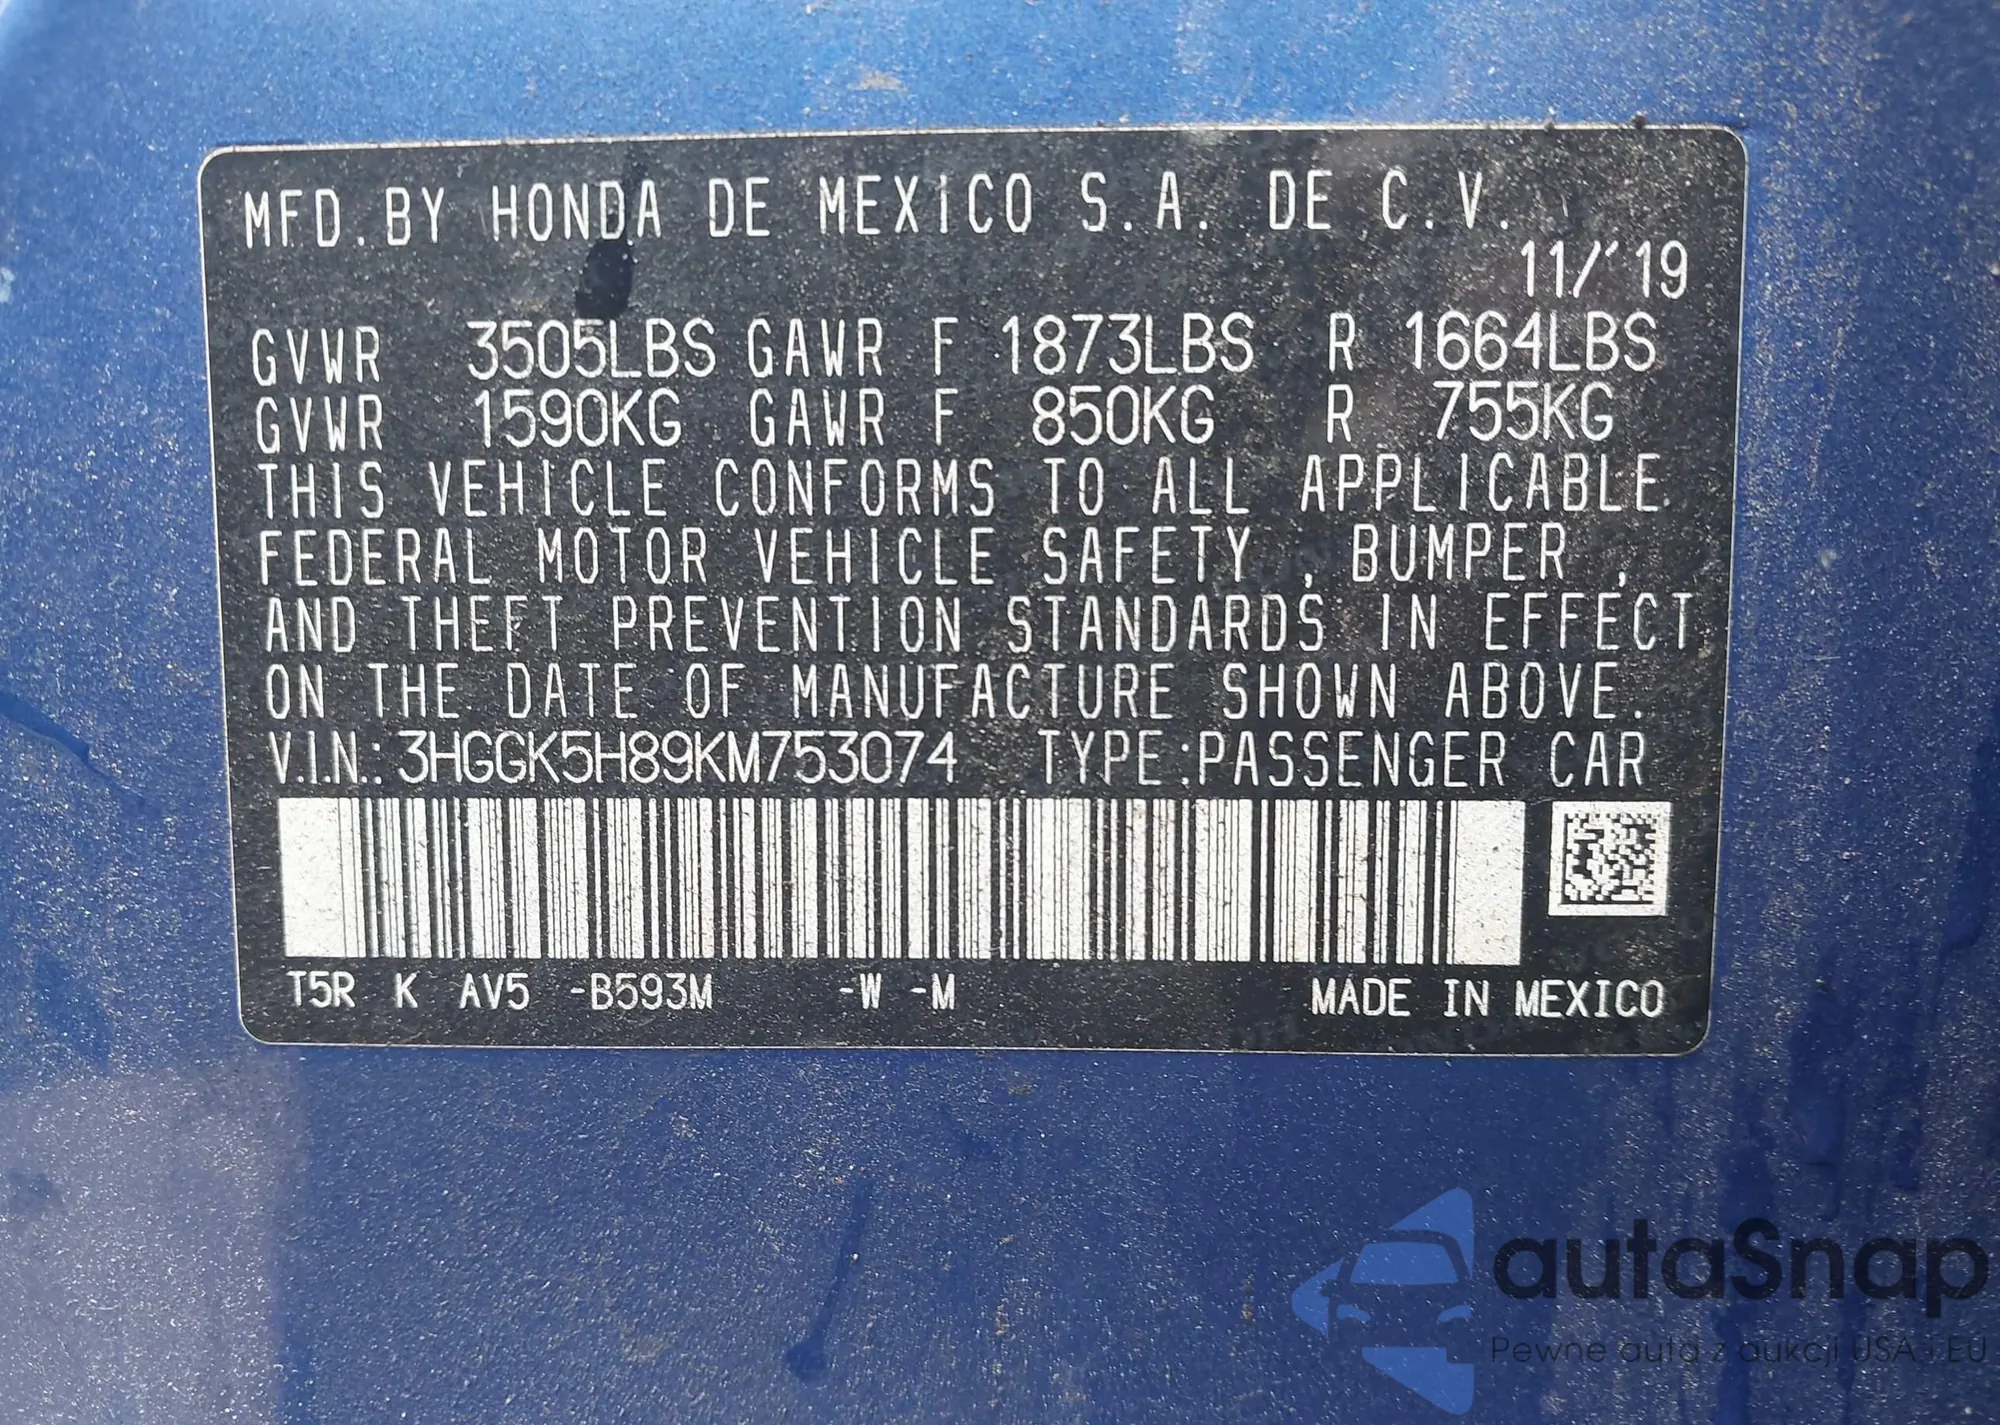 MFD. BY HONDA DE MEXICO S.A. DE C.V.
11/'19
GVWR 3505LBS GAWR F 1873LBS R 1664LBS
GVWR 1590KG GAWR F 850KG R 755KG
THIS VEHICLE CONFORMS TO ALL APPLICABLE
FEDERAL MOTOR VEHICLE SAFETY , BUMPER ,
AND THEFT PREVENTION STANDARDS IN EFFECT
ON THE DATE OF MANUFACTURE SHOWN ABOVE.
V.I.N.: 3HGGK5H89KM753074 TYPE:PASSENGER CAR
T5R K AV5 -B593M -W -M MADE IN MEXICO
autaSnap
Pewne auta z aukcji USA i EU